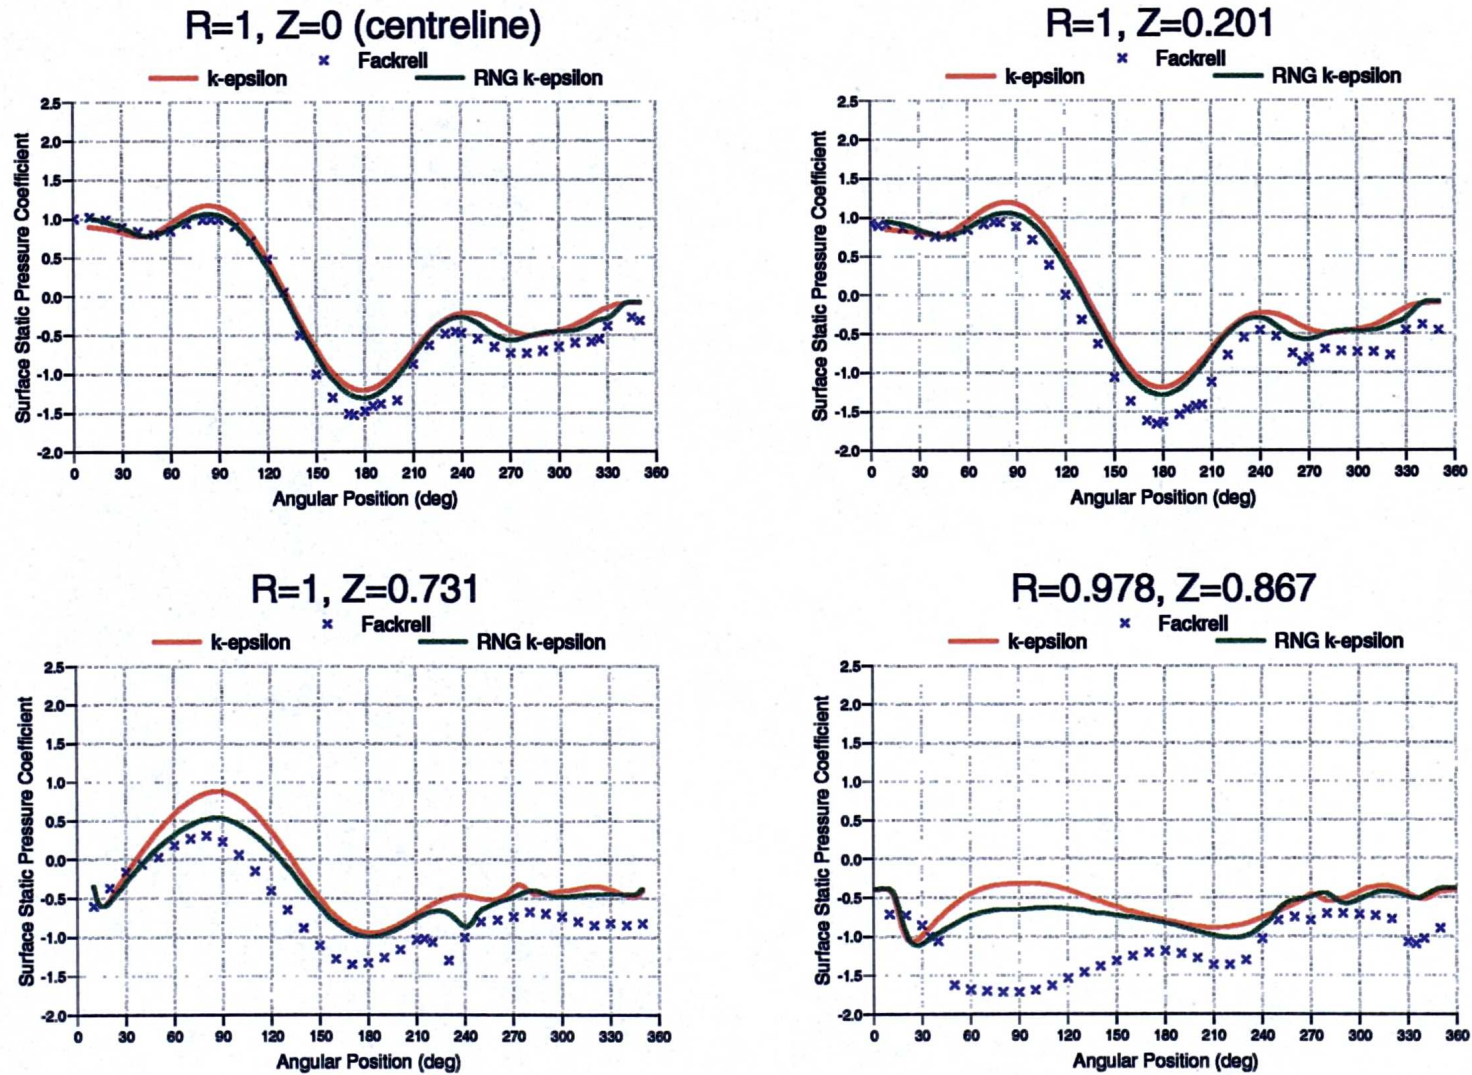 R=1, Z=0 (centreline)
Fackrell
k-epsilon
RNG k-epsilon
Surface Static Pressure Coefficient
2.5
2.0
1.5
1.0
0.5
0.0
-0.5
-1.0
-1.5
-2.0
0 30 60 90 120 150 180 210 240 270 300 330 360
Angular Position (deg)
R=1, Z=0.201
Fackrell
k-epsilon
RNG k-epsilon
Surface Static Pressure Coefficient
2.5
2.0
1.5
1.0
0.5
0.0
-0.5
-1.0
-1.5
-2.0
0 30 60 90 120 150 180 210 240 270 300 330 360
Angular Position (deg)
R=1, Z=0.731
Fackrell
k-epsilon
RNG k-epsilon
Surface Static Pressure Coefficient
2.5
2.0
1.5
1.0
0.5
0.0
-0.5
-1.0
-1.5
-2.0
0 30 60 90 120 150 180 210 240 270 300 330 360
Angular Position (deg)
R=0.978, Z=0.867
Fackrell
k-epsilon
RNG k-epsilon
Surface Static Pressure Coefficient
2.5
2.0
1.5
1.0
0.5
0.0
-0.5
-1.0
-1.5
-2.0
0 30 60 90 120 150 180 210 240 270 300 330 360
Angular Position (deg)